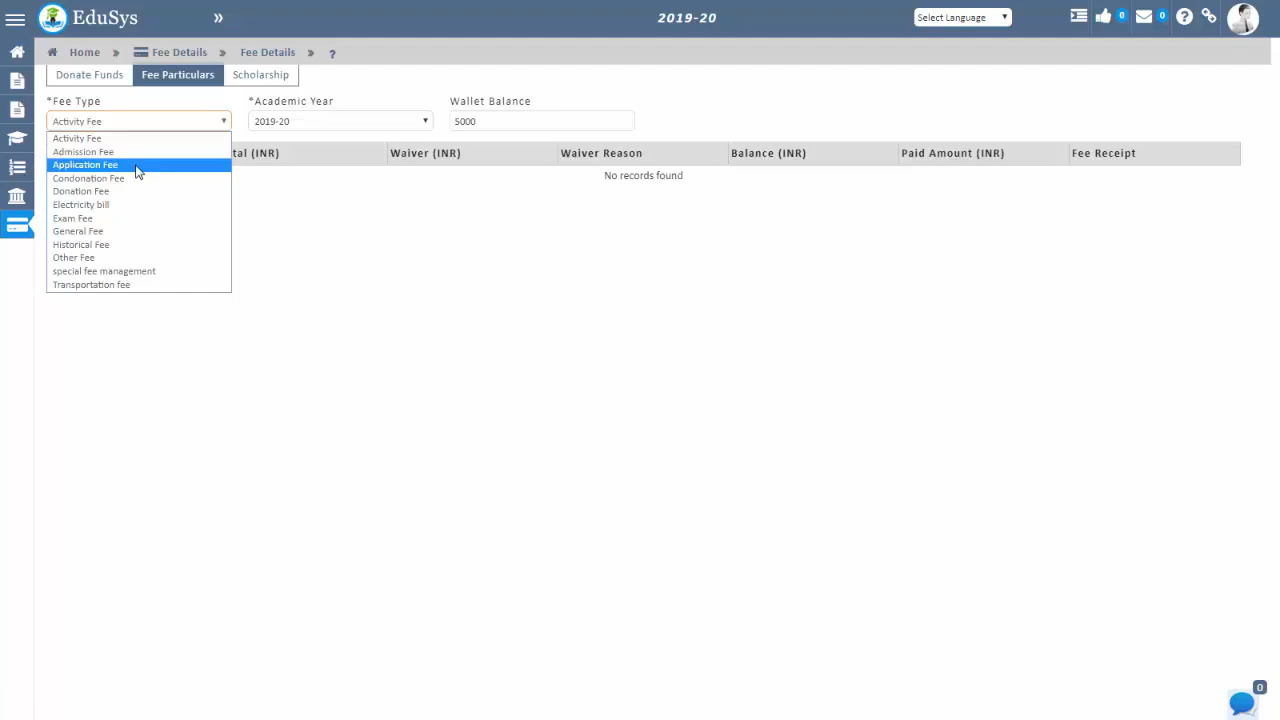 EduSys » 2019-20 Select Language 0 0
Home » Fee Details » Fee Details » ?
Donate Funds Fee Particulars Scholarship
*Fee Type *Academic Year Wallet Balance
Activity Fee 2019-20 5000
Activity Fee
Admission Fee
tal (INR) Waiver (INR) Waiver Reason Balance (INR) Paid Amount (INR) Fee Receipt
Application Fee
No records found
Condonation Fee
Donation Fee
Electricity bill
Exam Fee
General Fee
Historical Fee
Other Fee
special fee management
Transportation fee
0